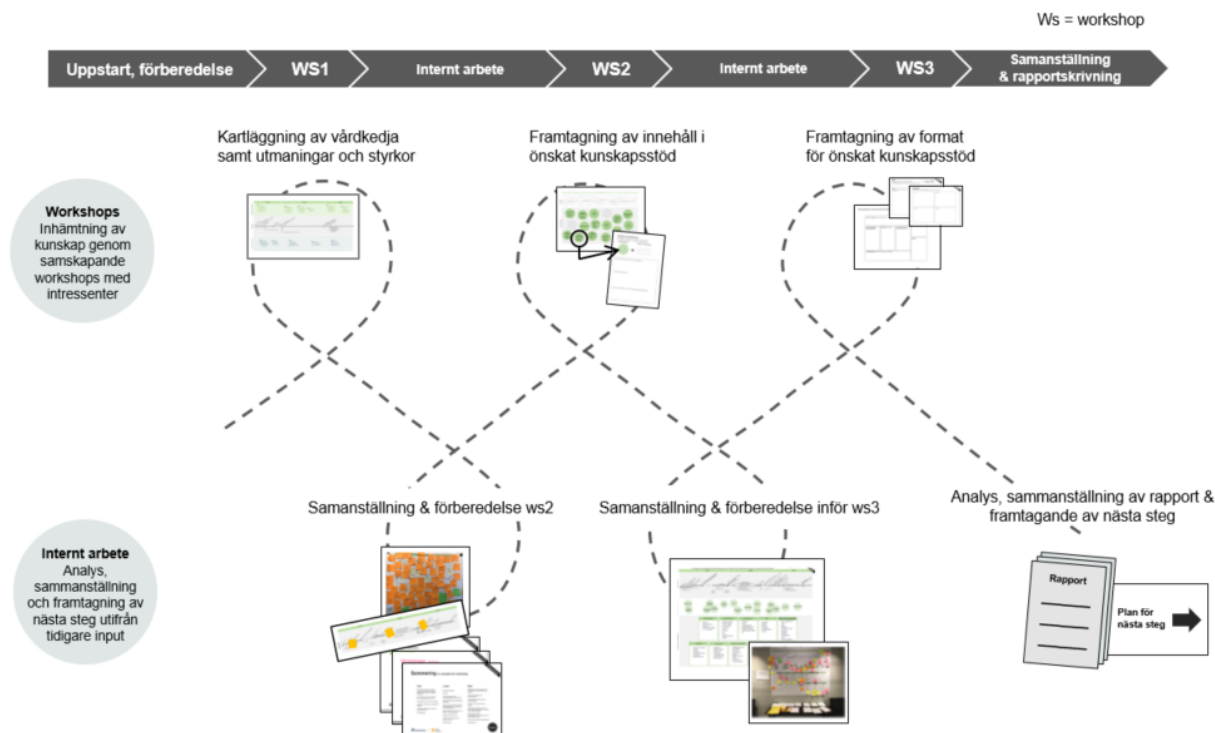 Ws = workshop
Uppstart, förberedelse
WS1
Internt arbete
WS2
Internt arbete
WS3
Samanställning
& rapportskrivning
Kartläggning av vårdkedja
samt utmaningar och styrkor
Framtagning av innehåll i
önskat kunskapsstöd
Framtagning av format
för önskat kunskapsstöd
Workshops
Inhämtning av
kunskap genom
samskapande
workshops med
intressenter
Samanställning & förberedelse ws2
Samanställning & förberedelse inför ws3
Analys, sammanställning av rapport &
framtagande av nästa steg
Internt arbete
Analys,
sammanställning
och framtagning av
nästa steg utifrån
tidigare input
Rapport
Plan för
nästa steg
Summering